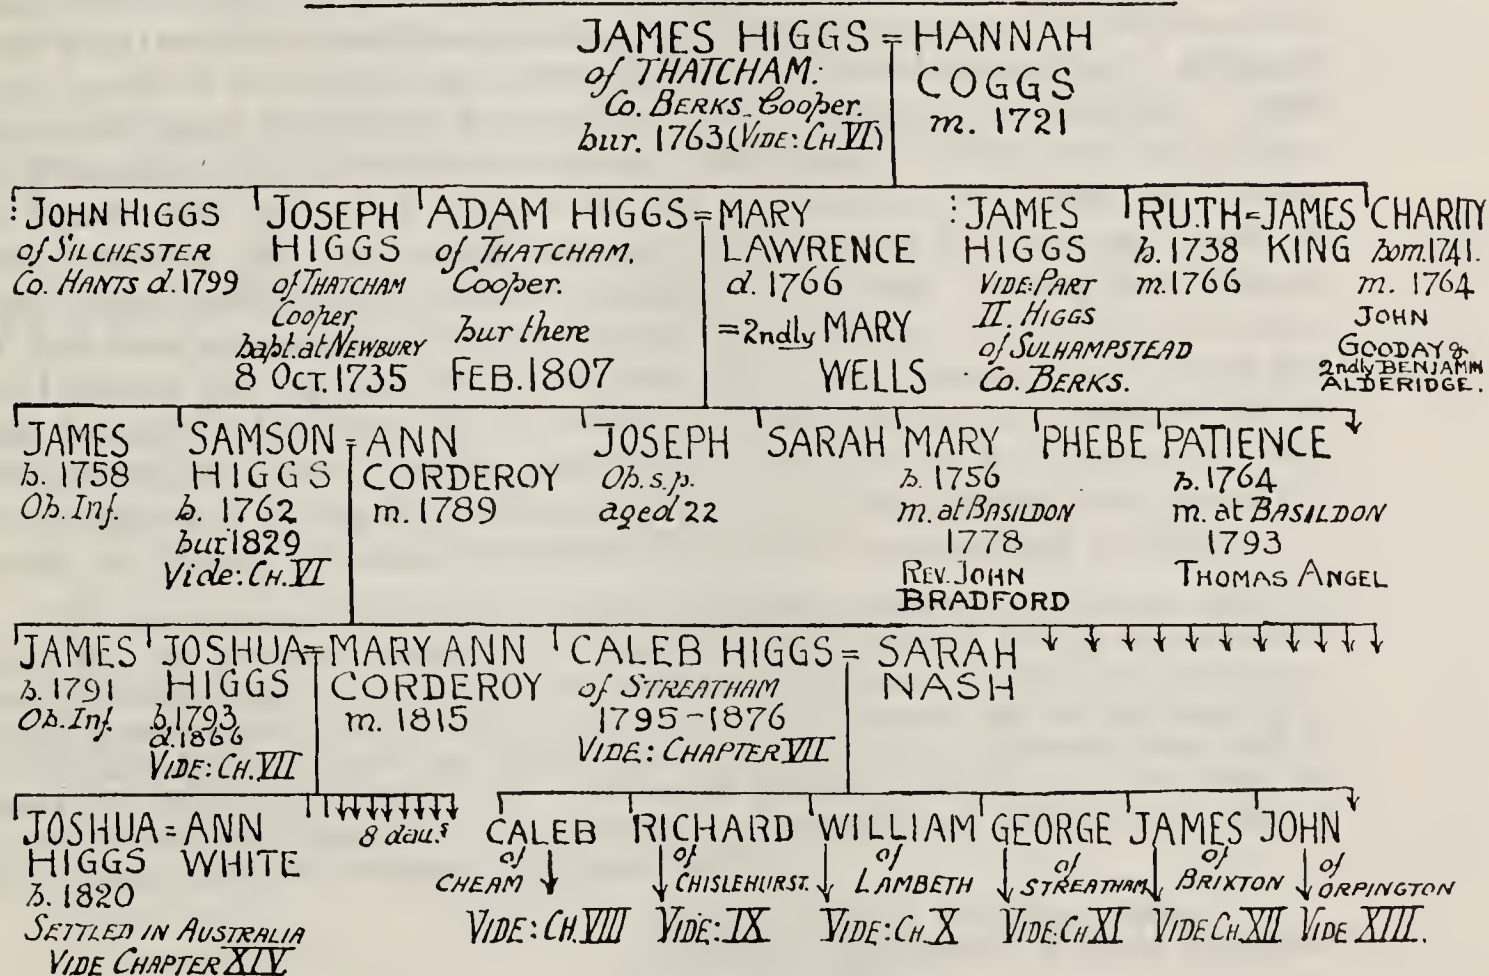 JAMES HIGGS = HANNAH
of THATCHAM: COGGS
Co. BERKS. Cooper. m. 1721
bur. 1763 (VIDE: CH VI)
JOHN HIGGS
of SILCHESTER
Co. HANTS d. 1799
JOSEPH
HIGGS
of THATCHAM
Cooper,
bapt. at NEWBURY
8 OCT. 1735
ADAM HIGGS = MARY
of THATCHAM. LAWRENCE
Cooper. d. 1766
bur there = 2ndly MARY
FEB. 1807 WELLS
JAMES
HIGGS
VIDE: PART
II. HIGGS
of SULHAMPSTEAD
Co. BERKS.
RUTH = JAMES
b. 1738 KING
m. 1766
CHARITY
born 1741.
m. 1764
JOHN
GOODAY &
2ndly BENJAMIN
ALDERIDGE.
JAMES
b. 1758
Ob. Inf.
SAMSON = ANN
HIGGS CORDEROY
b. 1762 m. 1789
bur 1829
Vide: CH. VI
JOSEPH
Ob. s.p.
aged 22
SARAH
MARY
b. 1756
m. at BASILDON
1778
REV. JOHN
BRADFORD
PHEBE
PATIENCE
b. 1764
m. at BASILDON
1793
THOMAS ANGEL
JAMES
b. 1791
Ob. Inf.
JOSHUA = MARY ANN
HIGGS CORDEROY
b. 1793 m. 1815
d. 1866
VIDE: CH. VII
CALEB HIGGS = SARAH
of STREATHAM NASH
1795-1876
VIDE: CHAPTER VII
JOSHUA = ANN
HIGGS WHITE
b. 1820
SETTLED IN AUSTRALIA
VIDE CHAPTER XIV.
8 dau.s
CALEB
of
CHEAM
VIDE: CH. VIII
RICHARD
of
CHISLEHURST.
VIDE: IX
WILLIAM
of
LAMBETH
VIDE: CH. X
GEORGE
of
STREATHAM
VIDE: CH XI
JAMES
of
BRIXTON
VIDE CH. XII
JOHN
of
ORPINGTON
VIDE XIII.